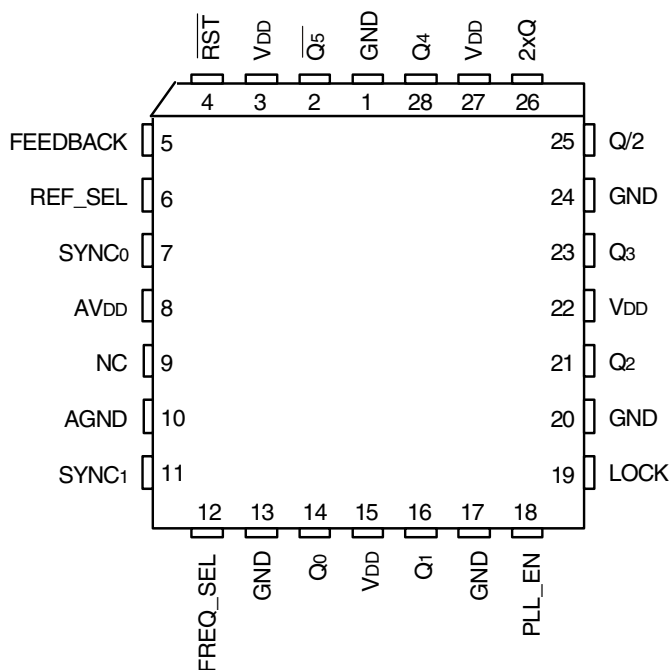 R̅S̅T̅ VDD Q̅5 GND Q4 VDD 2xQ
4 3 2 1 28 27 26
FEEDBACK 5 25 Q/2
REF_SEL 6 24 GND
SYNC0 7 23 Q3
AVDD 8 22 VDD
NC 9 21 Q2
AGND 10 20 GND
SYNC1 11 19 LOCK
12 13 14 15 16 17 18
FREQ_SEL GND Q0 VDD Q1 GND PLL_EN